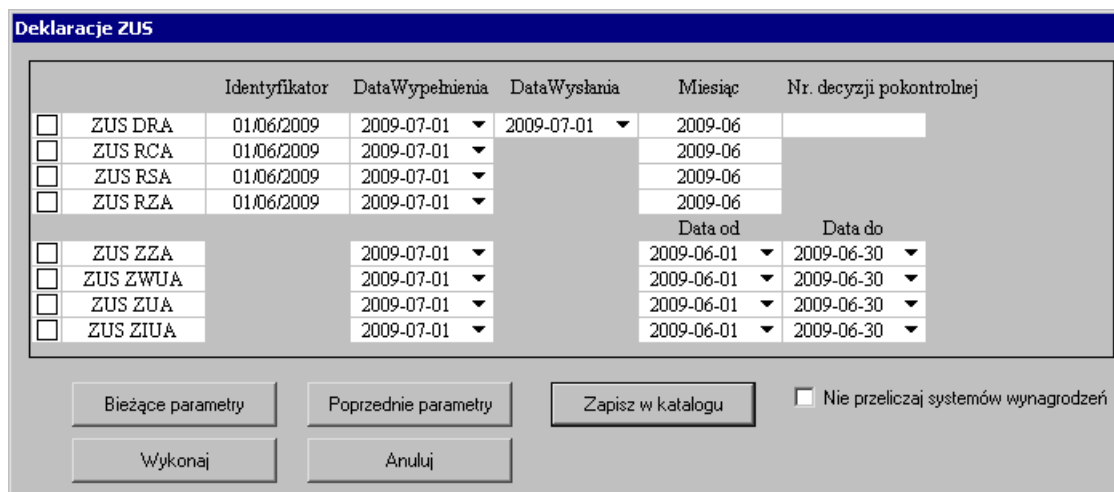 Deklaracje ZUS
Identyfikator DataWypełnienia DataWysłania Miesiąc Nr. decyzji pokontrolnej
ZUS DRA 01/06/2009 2009-07-01 2009-07-01 2009-06
ZUS RCA 01/06/2009 2009-07-01 2009-06
ZUS RSA 01/06/2009 2009-07-01 2009-06
ZUS RZA 01/06/2009 2009-07-01 2009-06
Data od Data do
ZUS ZZA 2009-07-01 2009-06-01 2009-06-30
ZUS ZWUA 2009-07-01 2009-06-01 2009-06-30
ZUS ZUA 2009-07-01 2009-06-01 2009-06-30
ZUS ZIUA 2009-07-01 2009-06-01 2009-06-30
Bieżące parametry Poprzednie parametry Zapisz w katalogu Nie przeliczaj systemów wynagrodzeń
Wykonaj Anuluj